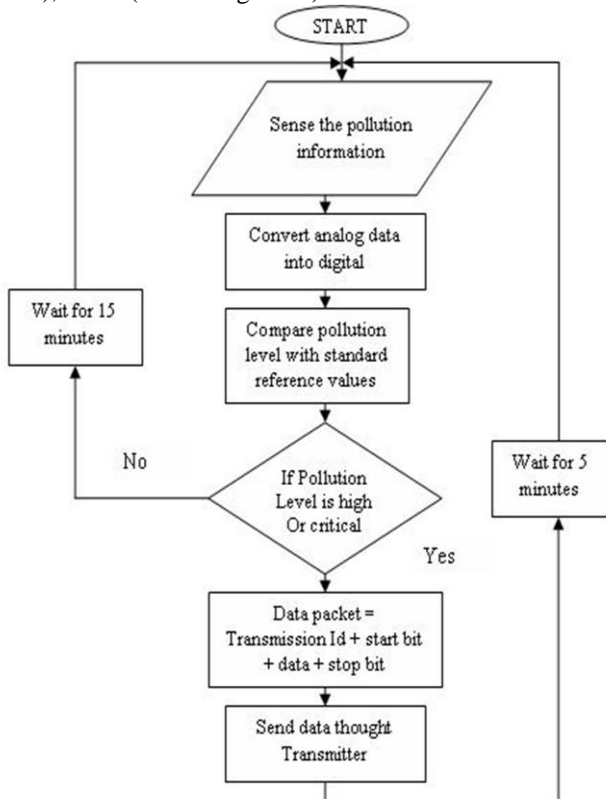 START
Sense the pollution
information
Convert analog data
into digital
Wait for 15
minutes
Compare pollution
level with standard
reference values
No
If Pollution
Level is high
Or critical
Wait for 5
minutes
Yes
Data packet =
Transmission Id + start bit
+ data + stop bit
Send data thought
Transmitter